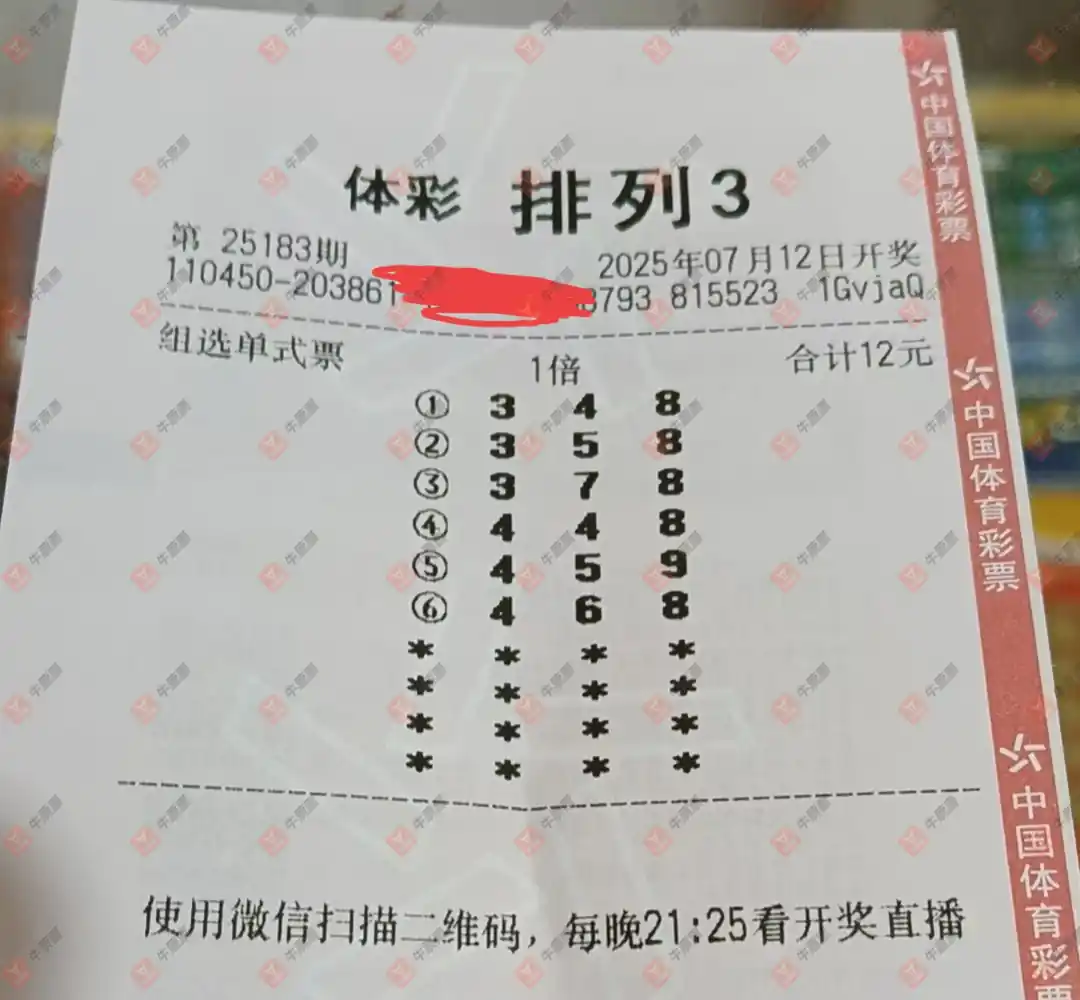 体彩 排列3
第 25183期 2025年07月12日开奖
110450-203861 8793 815523 1GvjaQ
组选单式票 1倍 合计12元
① 3 4 8
② 3 5 8
③ 3 7 8
④ 4 4 8
⑤ 4 5 9
⑥ 4 6 8
* * * *
* * * *
* * * *
* * * *
使用微信扫描二维码，每晚21:25看开奖直播
中国体育彩票
中国体育彩票
中国体育彩票